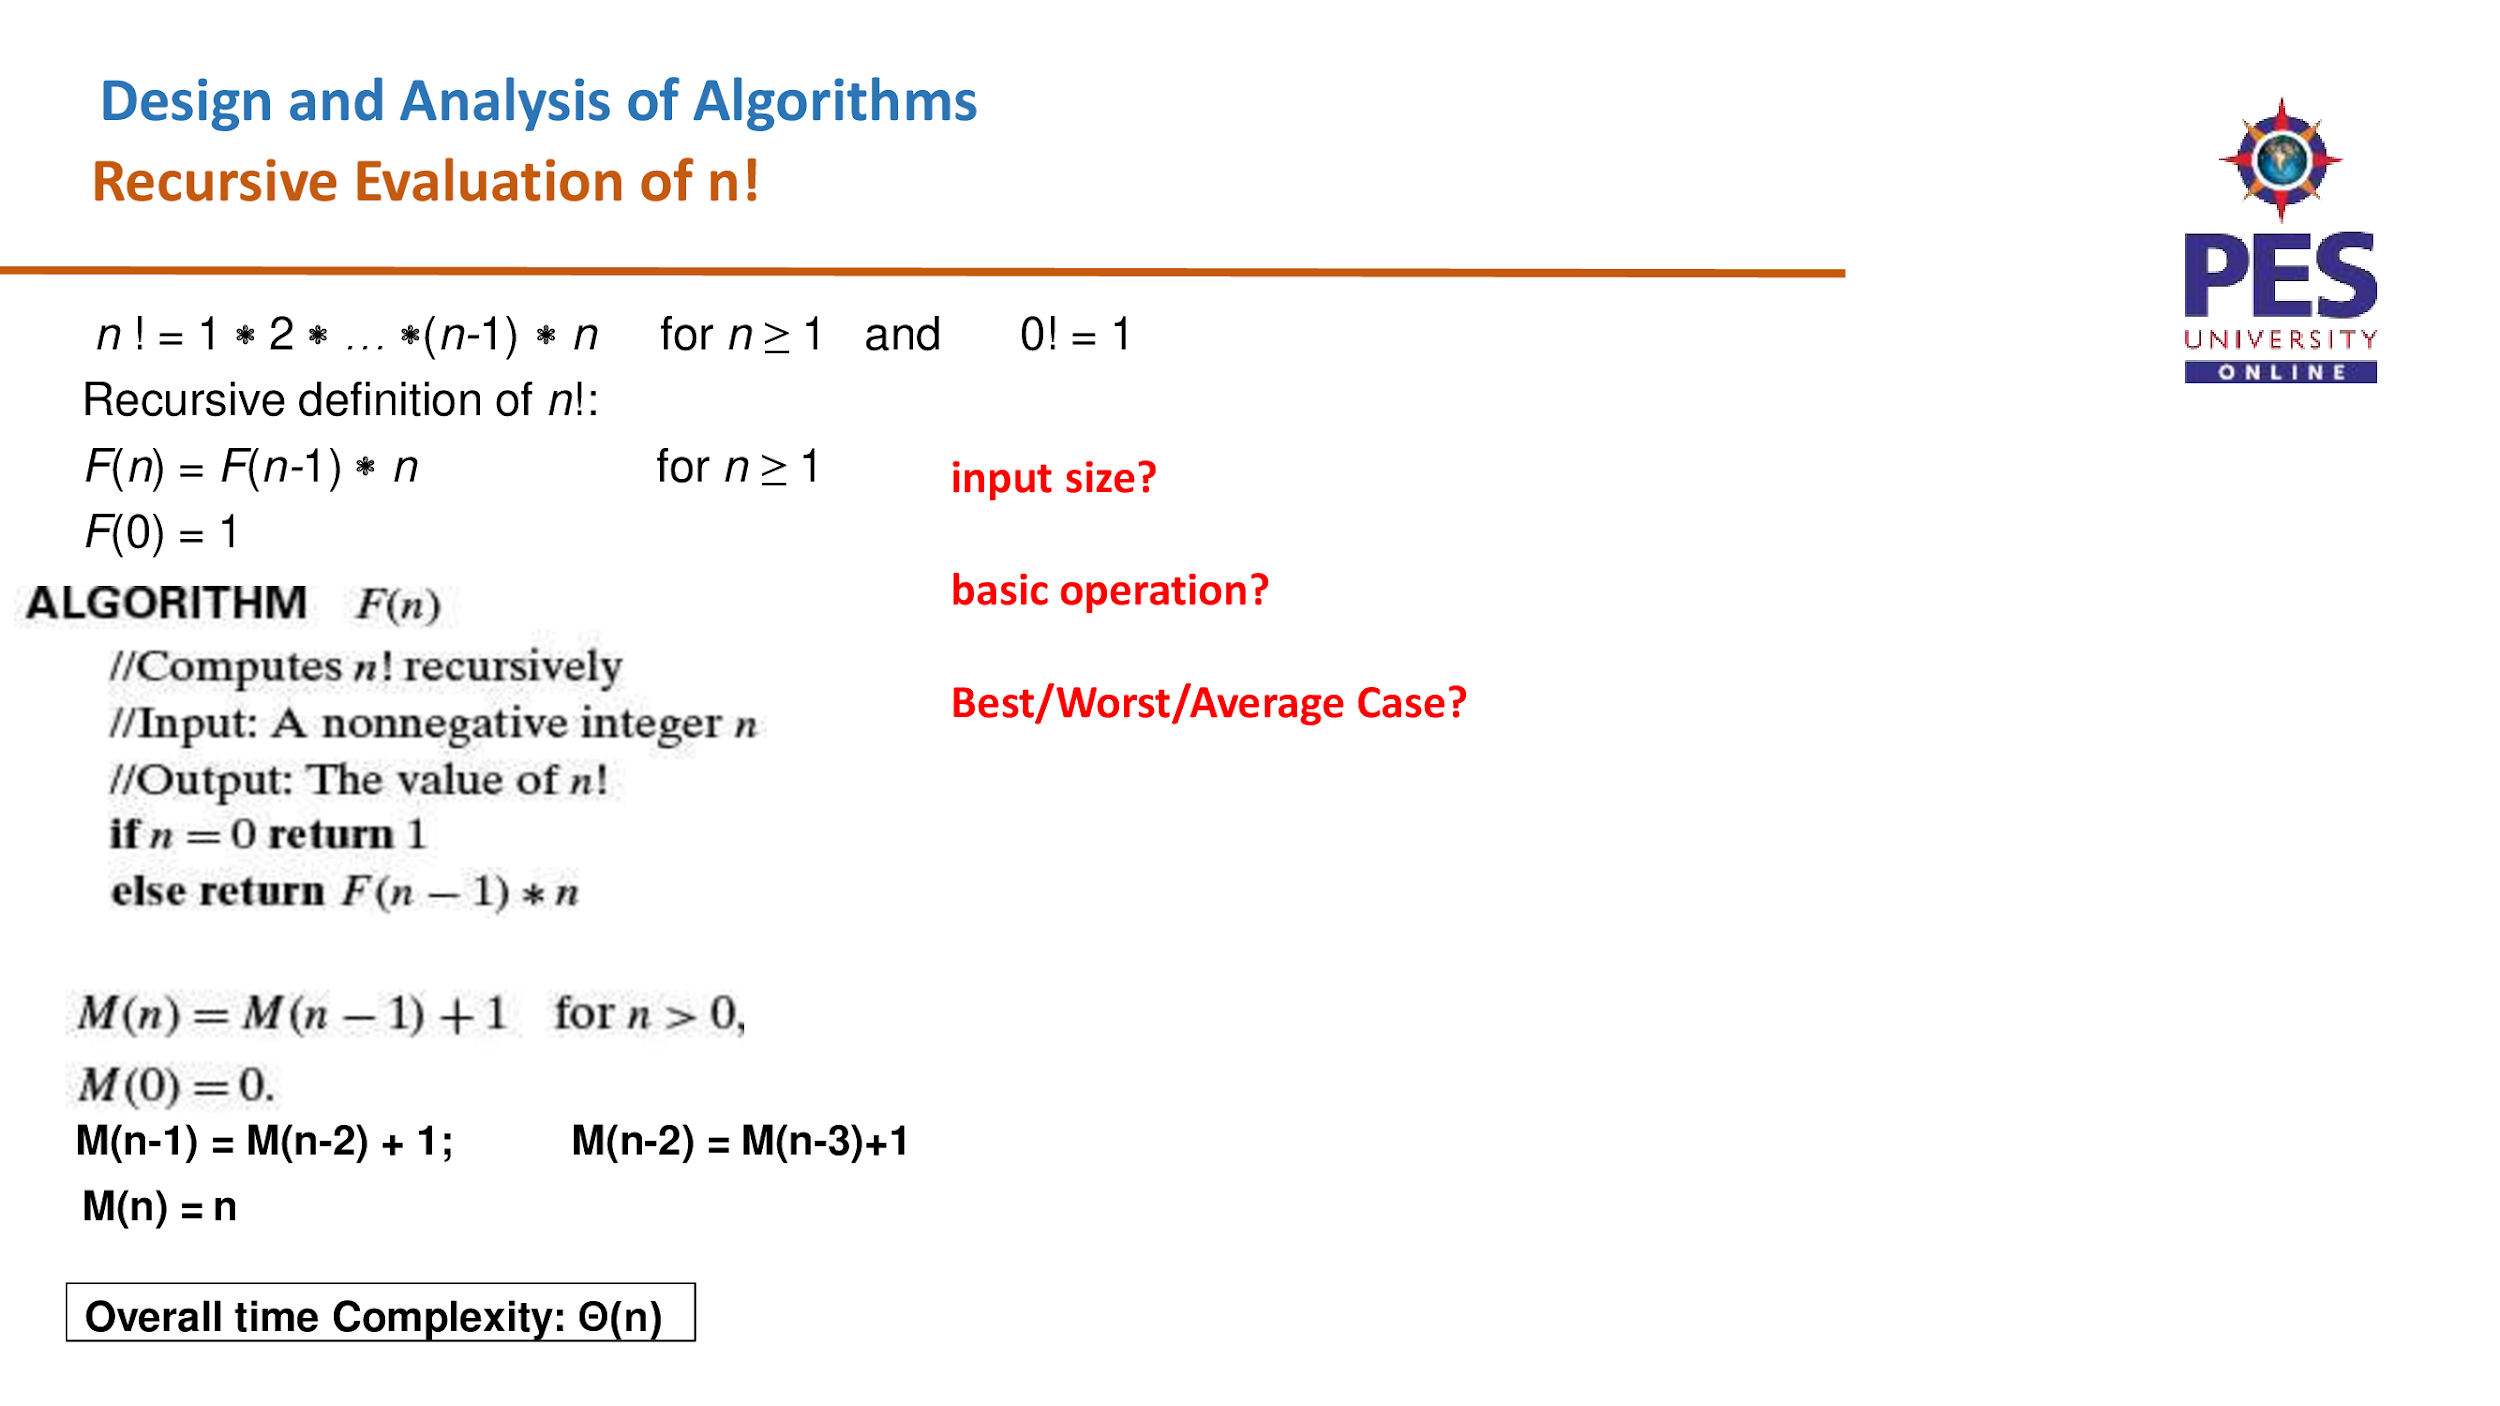 Design and Analysis of Algorithms
Recursive Evaluation of n!
PES
UNIVERSITY
ONLINE
n ! = 1 * 2 * … *(n-1) * n for n ≥ 1 and 0! = 1
Recursive definition of n!:
F(n) = F(n-1) * n for n ≥ 1
F(0) = 1
input size?
basic operation?
Best/Worst/Average Case?
ALGORITHM F(n)
//Computes n! recursively
//Input: A nonnegative integer n
//Output: The value of n!
if n = 0 return 1
else return F(n − 1) * n
M(n) = M(n − 1) + 1 for n > 0,
M(0) = 0.
M(n-1) = M(n-2) + 1; M(n-2) = M(n-3)+1
M(n) = n
Overall time Complexity: Θ(n)